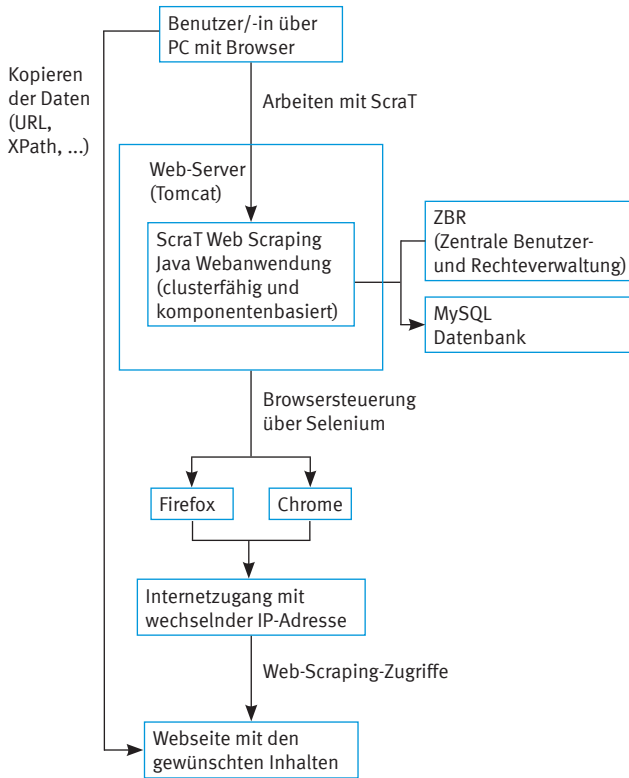 Benutzer/-in über
PC mit Browser
Kopieren
der Daten
(URL,
XPath, ...)
Arbeiten mit ScraT
Web-Server
(Tomcat)
ScraT Web Scraping
Java Webanwendung
(clusterfähig und
komponentenbasiert)
ZBR
(Zentrale Benutzer-
und Rechteverwaltung)
MySQL
Datenbank
Browsersteuerung
über Selenium
Firefox
Chrome
Internetzugang mit
wechselnder IP-Adresse
Web-Scraping-Zugriffe
Webseite mit den
gewünschten Inhalten